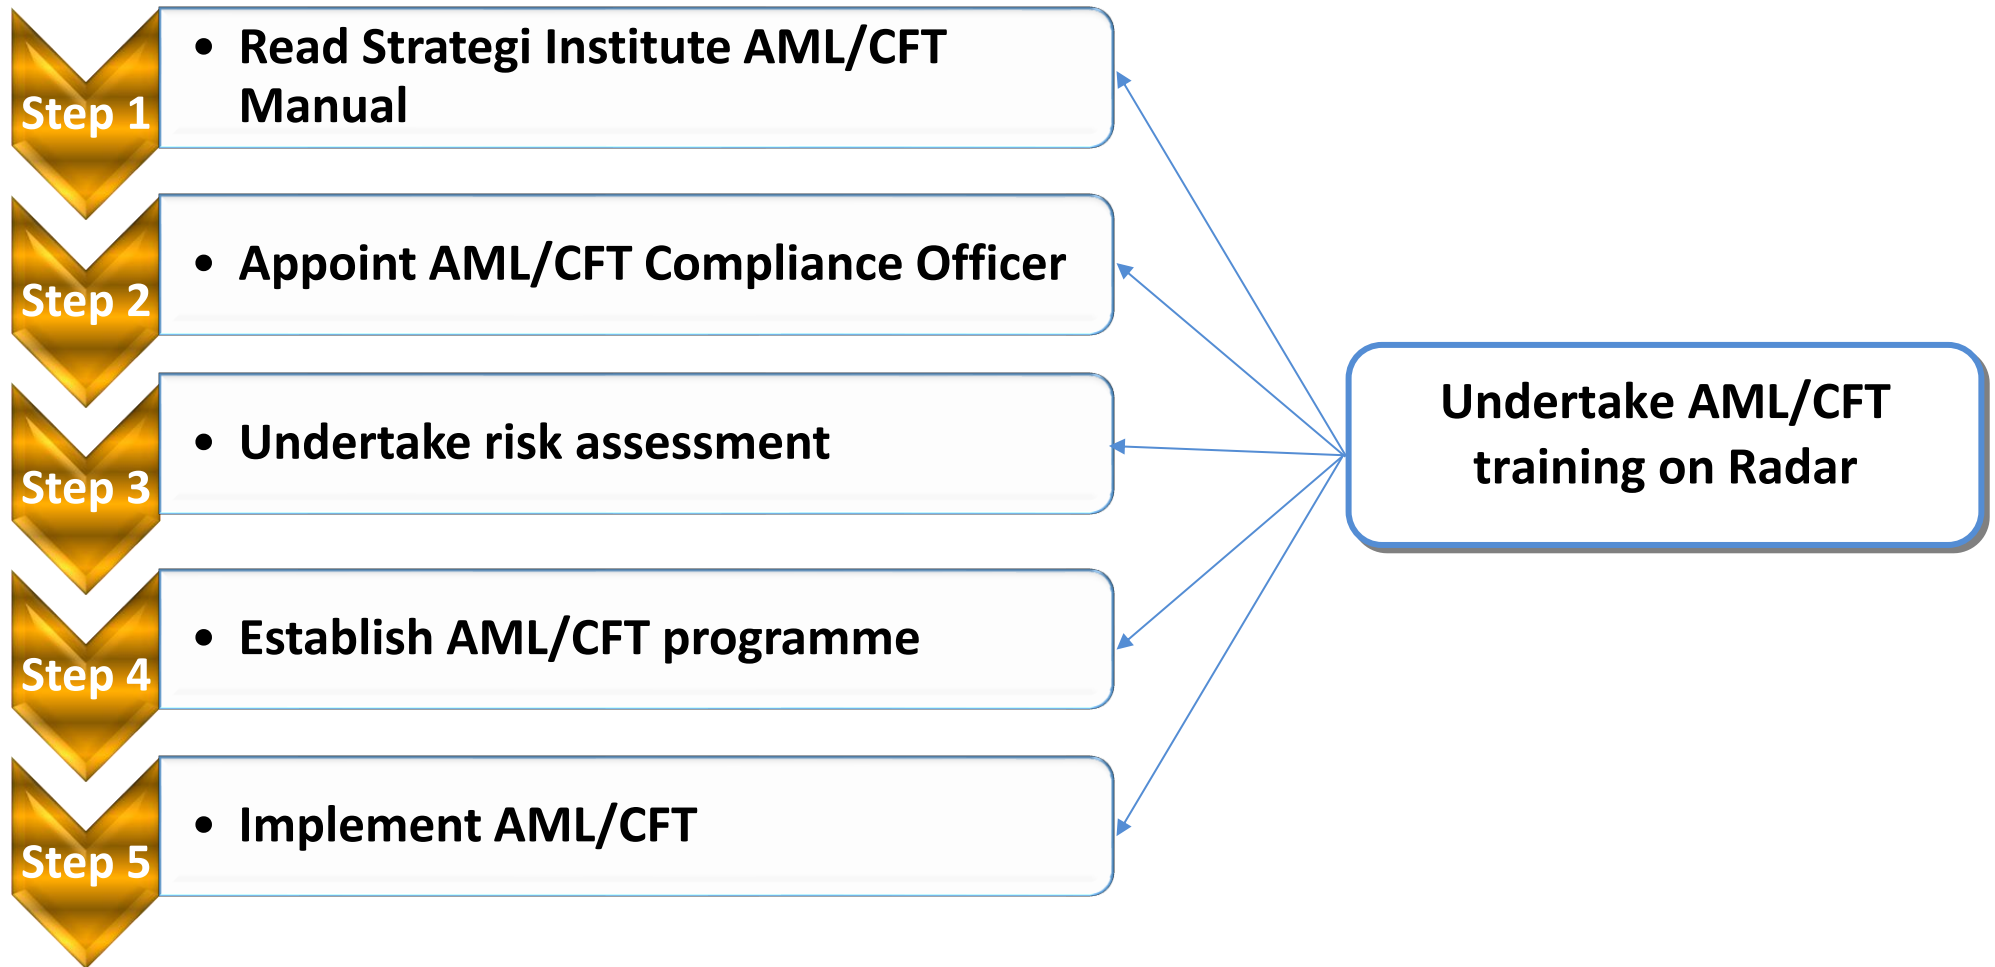 Step 1
• Read Strategi Institute AML/CFT
Manual
Step 2
• Appoint AML/CFT Compliance Officer
Step 3
• Undertake risk assessment
Step 4
• Establish AML/CFT programme
Step 5
• Implement AML/CFT
Undertake AML/CFT
training on Radar